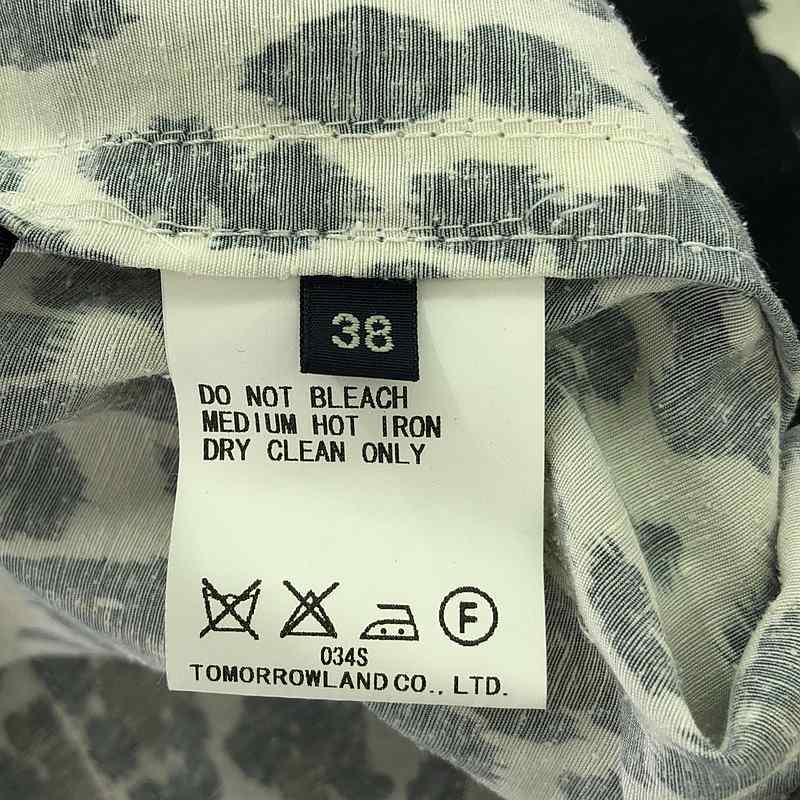 38
DO NOT BLEACH
MEDIUM HOT IRON
DRY CLEAN ONLY
F
034S
TOMORROWLAND CO., LTD.